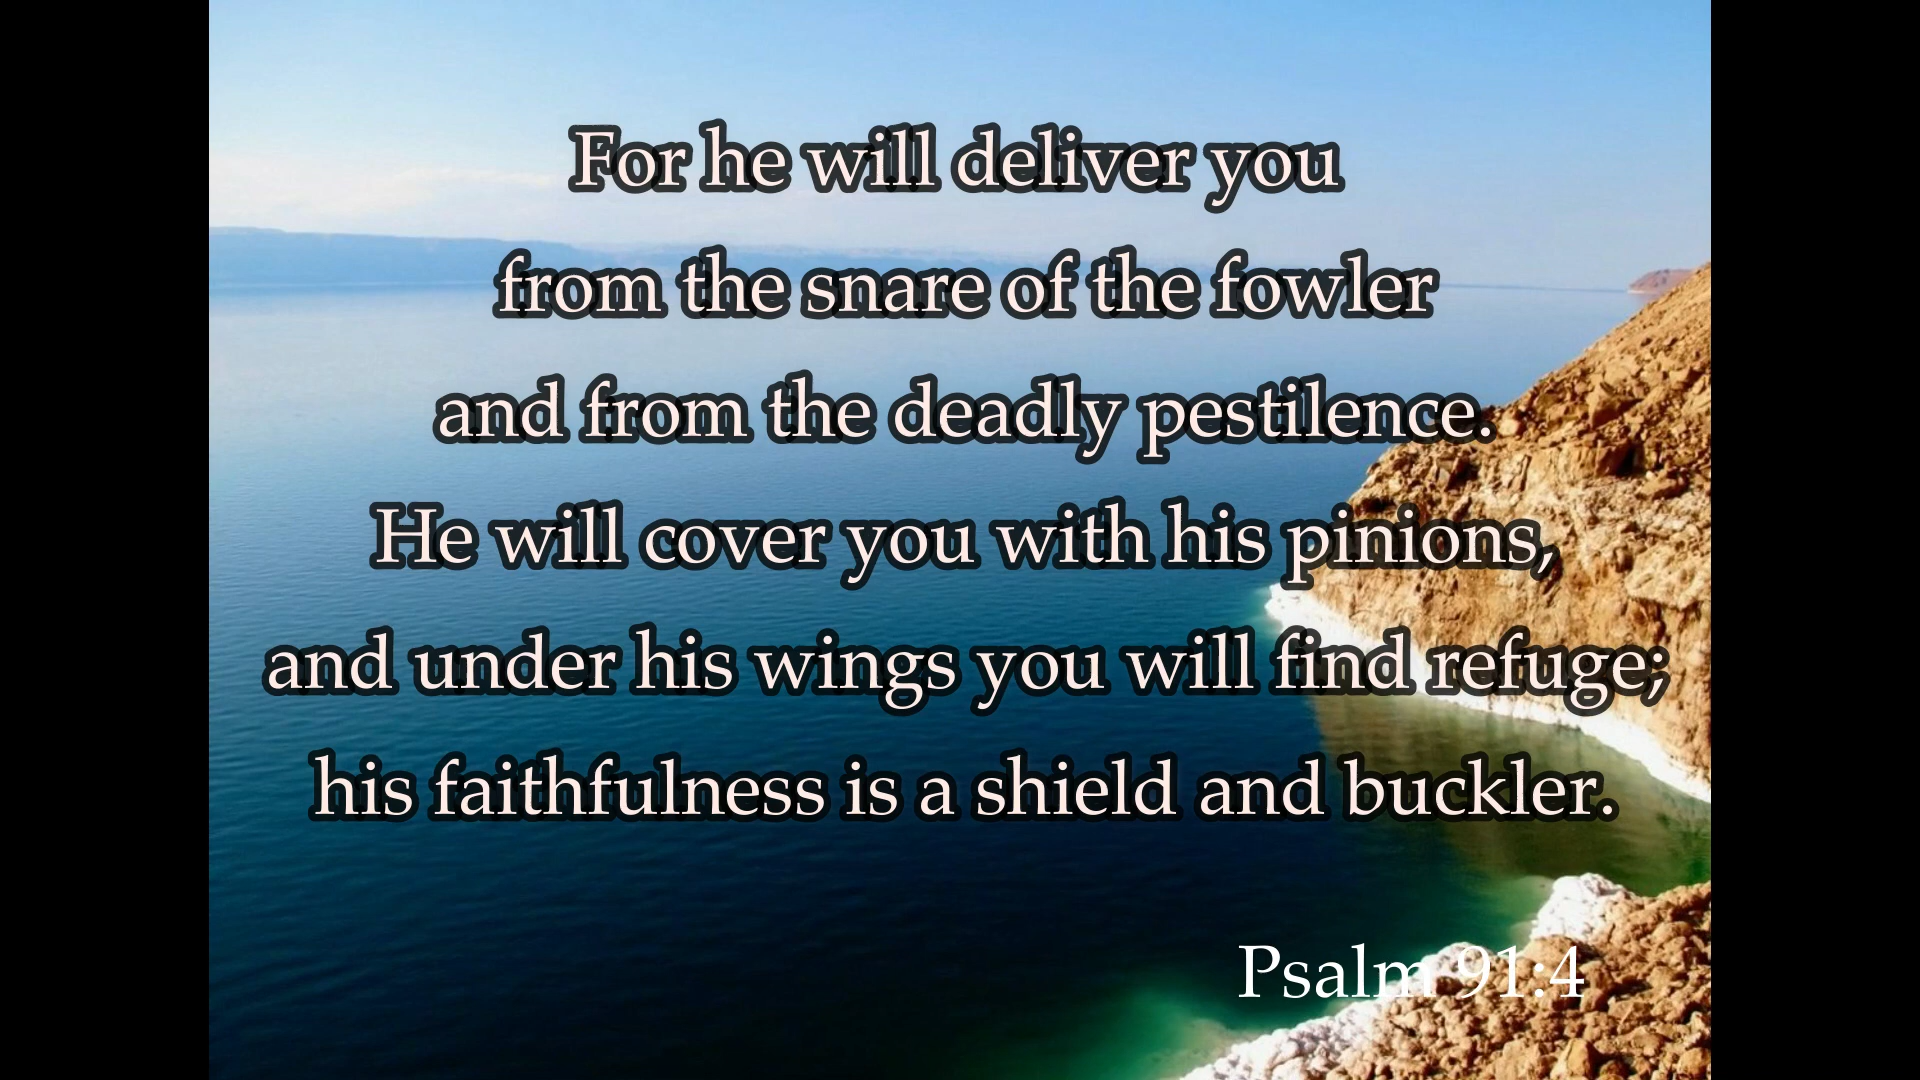 For he will deliver you
from the snare of the fowler
and from the deadly pestilence.
He will cover you with his pinions,
and under his wings you will find refuge;
his faithfulness is a shield and buckler.
Psalm 91:4